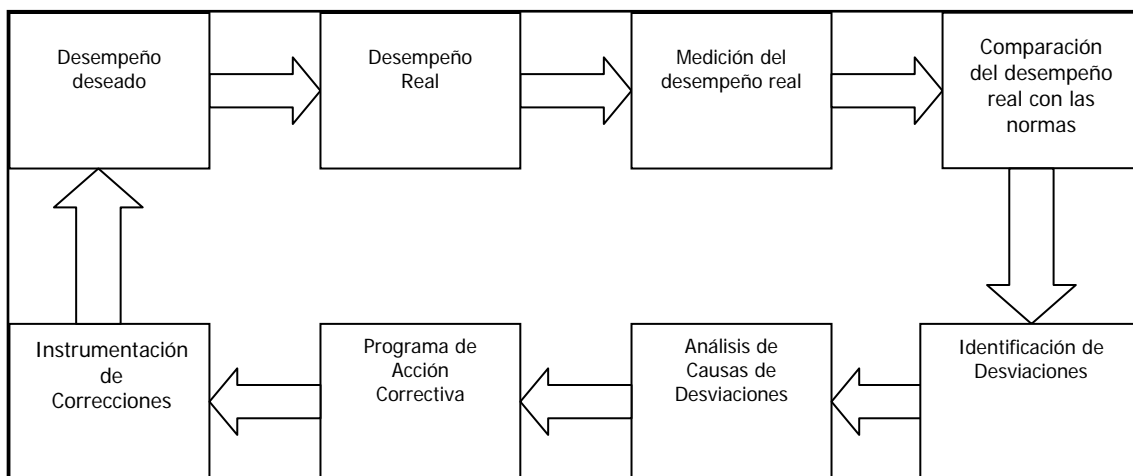 Desempeño
deseado
Desempeño
Real
Medición del
desempeño real
Comparación
del desempeño
real con las
normas
Identificación de
Desviaciones
Análisis de
Causas de
Desviaciones
Programa de
Acción
Correctiva
Instrumentación
de
Correcciones